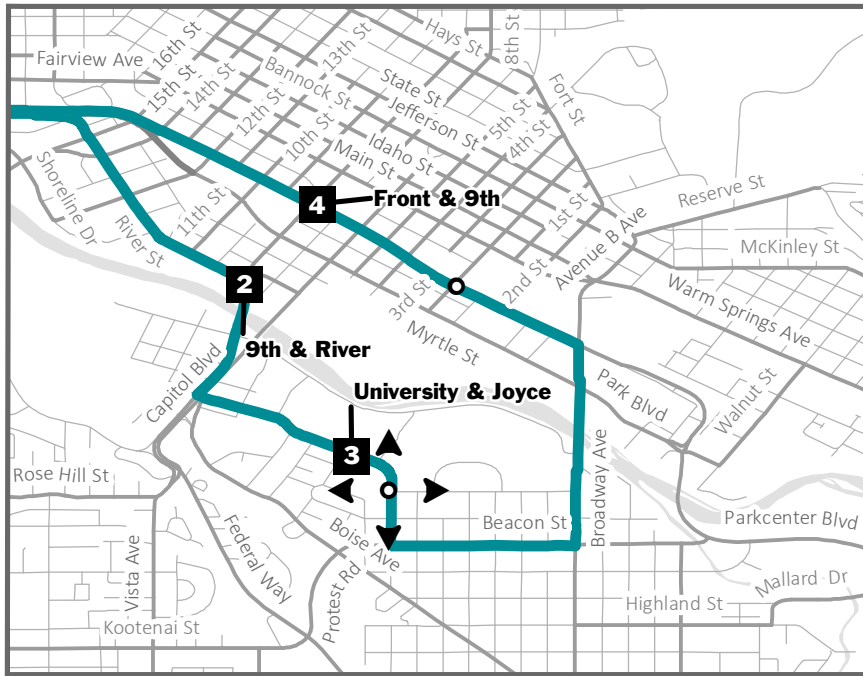 Fairview Ave
16th St
15th St
14th St
13th St
12th St
Hays St
8th St
Fort St
Bannock St
State St
Jefferson St
5th St
4th St
10th St
Idaho St
Main St
11th St
Shoreline Dr
River St
4
Front & 9th
1st St
Avenue B Ave
Reserve St
McKinley St
2
2nd St
3rd St
Warm Springs Ave
Myrtle St
9th & River
Capitol Blvd
University & Joyce
Park Blvd
Walnut St
3
Rose Hill St
Broadway Ave
Beacon St
Parkcenter Blvd
Boise Ave
Federal Way
Vista Ave
Protest Rd
Mallard Dr
Highland St
Kootenai St